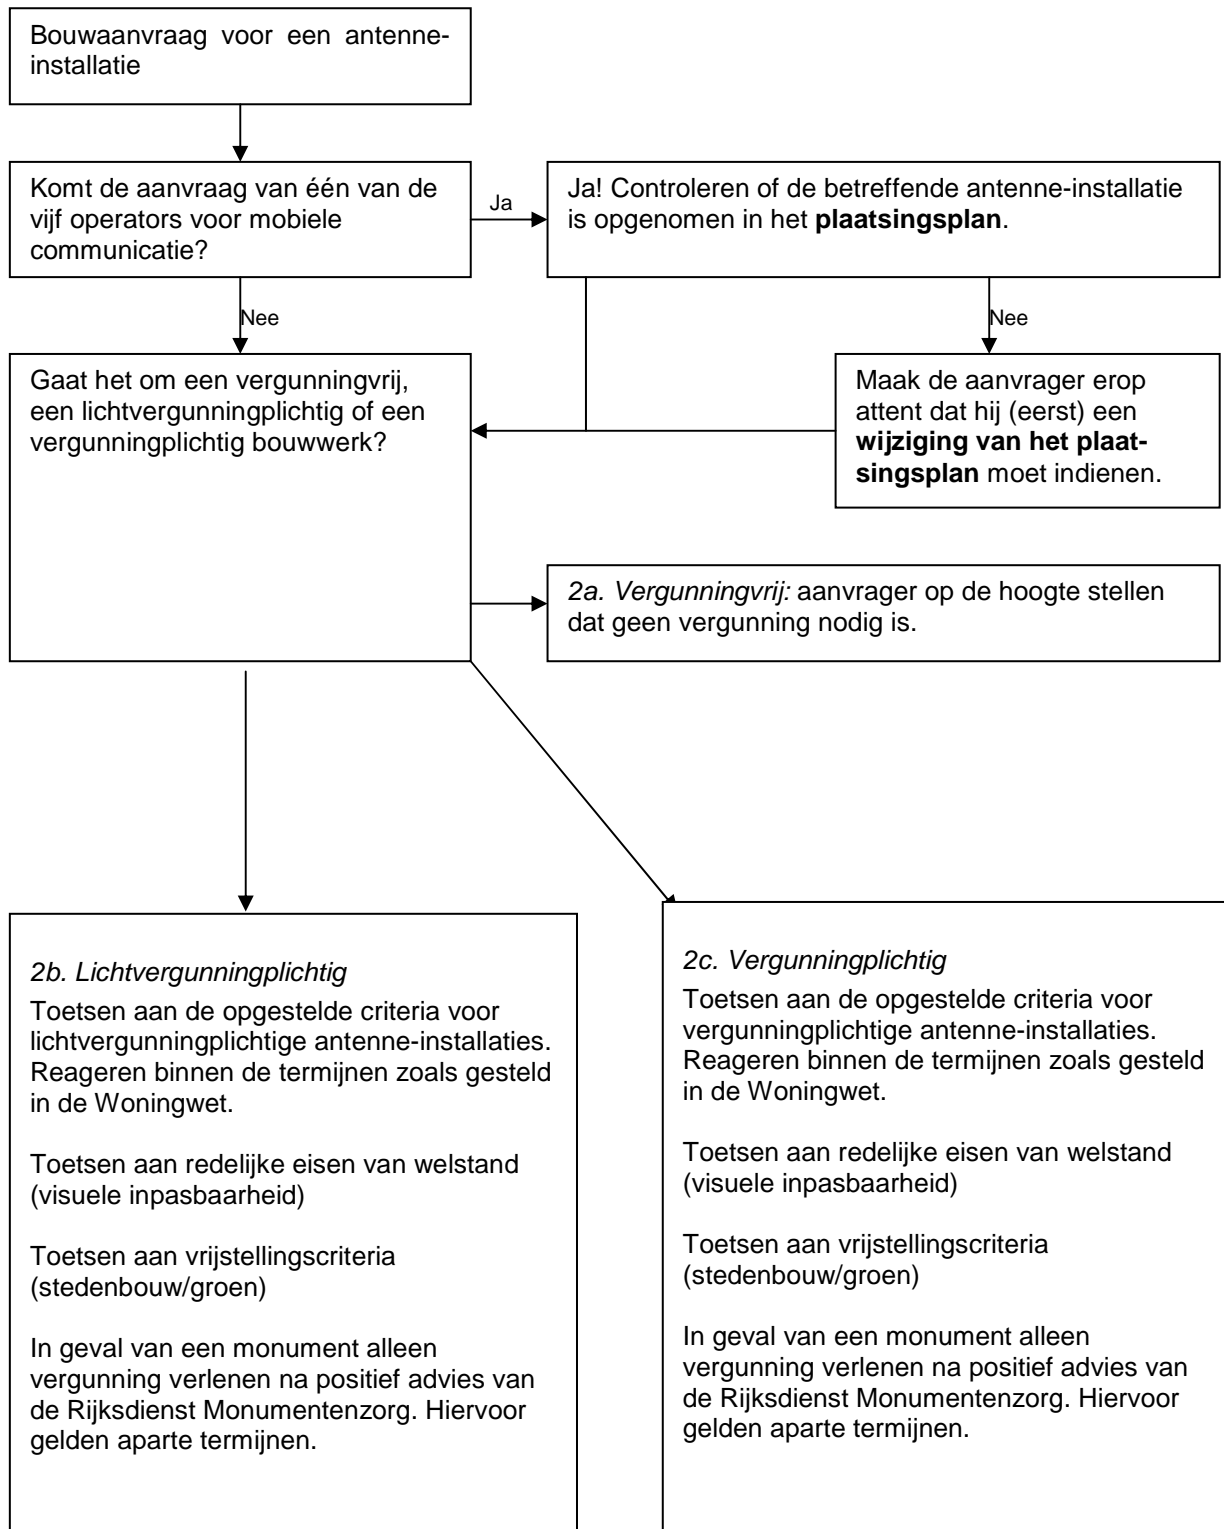 Bouwaanvraag voor een antenne-
installatie
Komt de aanvraag van één van de
vijf operators voor mobiele
communicatie?
Ja
Ja! Controleren of de betreffende antenne-installatie
is opgenomen in het plaatsingsplan.
Nee
Nee
Gaat het om een vergunningvrij,
een lichtvergunningplichtig of een
vergunningplichtig bouwwerk?
Maak de aanvrager erop
attent dat hij (eerst) een
wijziging van het plaat-
singsplan moet indienen.
2a. Vergunningvrij: aanvrager op de hoogte stellen
dat geen vergunning nodig is.
2b. Lichtvergunningplichtig
Toetsen aan de opgestelde criteria voor
lichtvergunningplichtige antenne-installaties.
Reageren binnen de termijnen zoals gesteld
in de Woningwet.
Toetsen aan redelijke eisen van welstand
(visuele inpasbaarheid)
Toetsen aan vrijstellingscriteria
(stedenbouw/groen)
In geval van een monument alleen
vergunning verlenen na positief advies van
de Rijksdienst Monumentenzorg. Hiervoor
gelden aparte termijnen.
2c. Vergunningplichtig
Toetsen aan de opgestelde criteria voor
vergunningplichtige antenne-installaties.
Reageren binnen de termijnen zoals gesteld
in de Woningwet.
Toetsen aan redelijke eisen van welstand
(visuele inpasbaarheid)
Toetsen aan vrijstellingscriteria
(stedenbouw/groen)
In geval van een monument alleen
vergunning verlenen na positief advies van
de Rijksdienst Monumentenzorg. Hiervoor
gelden aparte termijnen.